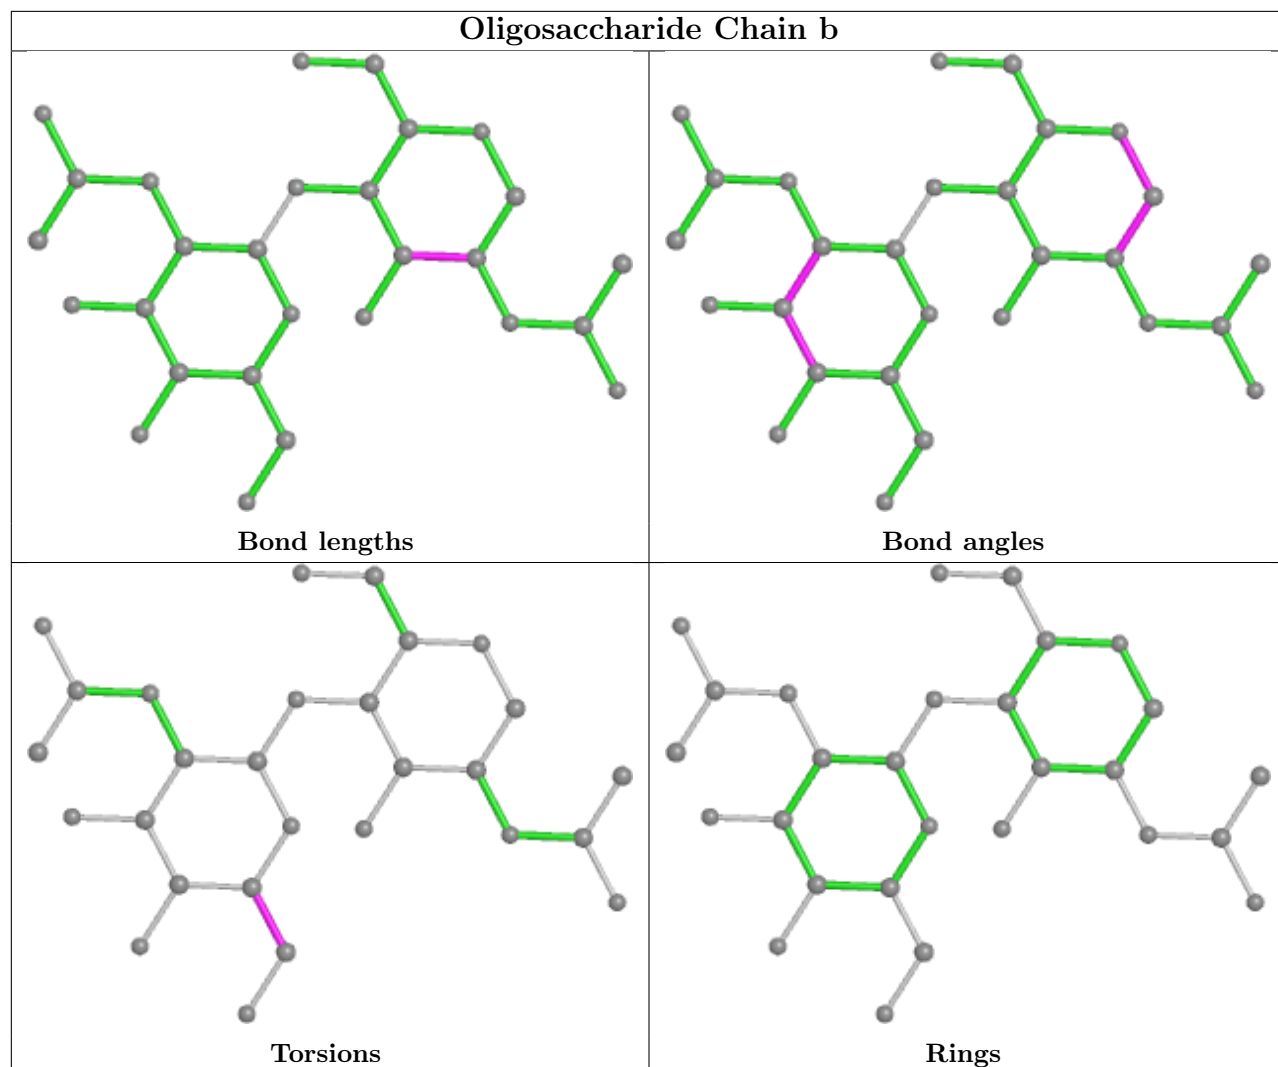 Oligosaccharide Chain b
Bond lengths
Bond angles
Torsions
Rings